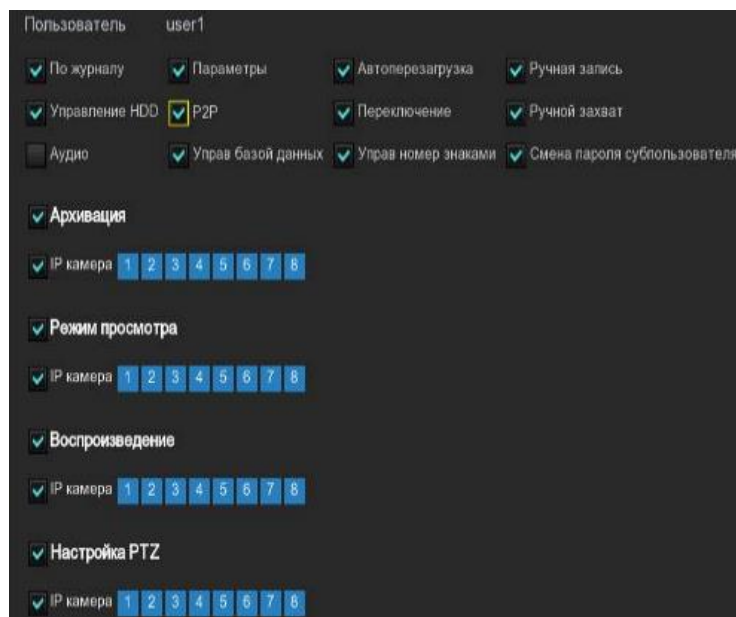 Пользователь user1
По журналу Параметры Автоперезагрузка Ручная запись
Управление HDD P2P Переключение Ручной захват
Аудио Управ базой данных Управ номер знаками Смена пароля субпользователя
Архивация
IP камера 1 2 3 4 5 6 7 8
Режим просмотра
IP камера 1 2 3 4 5 6 7 8
Воспроизведение
IP камера 1 2 3 4 5 6 7 8
Настройка PTZ
IP камера 1 2 3 4 5 6 7 8